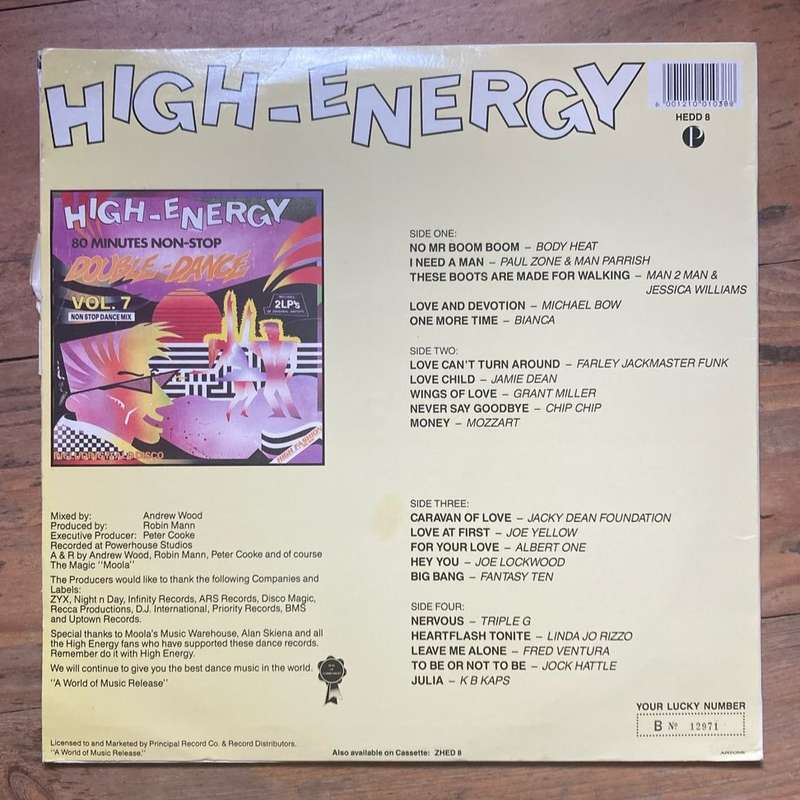 HIGH-ENERGY
6 001210 010388
HEDD 8
P
HIGH-ENERGY
80 MINUTES NON-STOP
DOUBLE-DANCE
VOL. 7
NON STOP DANCE MIX
2LP's
HIGH FASHION
DISCO
SIDE ONE:
NO MR BOOM BOOM – BODY HEAT
I NEED A MAN – PAUL ZONE & MAN PARRISH
THESE BOOTS ARE MADE FOR WALKING – MAN 2 MAN &
JESSICA WILLIAMS
LOVE AND DEVOTION – MICHAEL BOW
ONE MORE TIME – BIANCA
SIDE TWO:
LOVE CAN'T TURN AROUND – FARLEY JACKMASTER FUNK
LOVE CHILD – JAMIE DEAN
WINGS OF LOVE – GRANT MILLER
NEVER SAY GOODBYE – CHIP CHIP
MONEY – MOZZART
SIDE THREE:
CARAVAN OF LOVE – JACKY DEAN FOUNDATION
LOVE AT FIRST – JOE YELLOW
FOR YOUR LOVE – ALBERT ONE
HEY YOU – JOE LOCKWOOD
BIG BANG – FANTASY TEN
SIDE FOUR:
NERVOUS – TRIPLE G
HEARTFLASH TONITE – LINDA JO RIZZO
LEAVE ME ALONE – FRED VENTURA
TO BE OR NOT TO BE – JOCK HATTLE
JULIA – K B KAPS
Mixed by: Andrew Wood
Produced by: Robin Mann
Executive Producer: Peter Cooke
Recorded at Powerhouse Studios
A & R by Andrew Wood, Robin Mann, Peter Cooke and of course
The Magic "Moola"
The Producers would like to thank the following Companies and
Labels:
ZYX, Night n Day, Infinity Records, ARS Records, Disco Magic,
Recca Productions, D.J. International, Priority Records, BMS
and Uptown Records.
Special thanks to Moola's Music Warehouse, Alan Skiena and all
the High Energy fans who have supported these dance records.
Remember do it with High Energy.
We will continue to give you the best dance music in the world.
"A World of Music Release"
YOUR LUCKY NUMBER
B Nº 12971
Licensed to and Marketed by Principal Record Co. & Record Distributors.
"A World of Music Release."
Also available on Cassette: ZHED 8